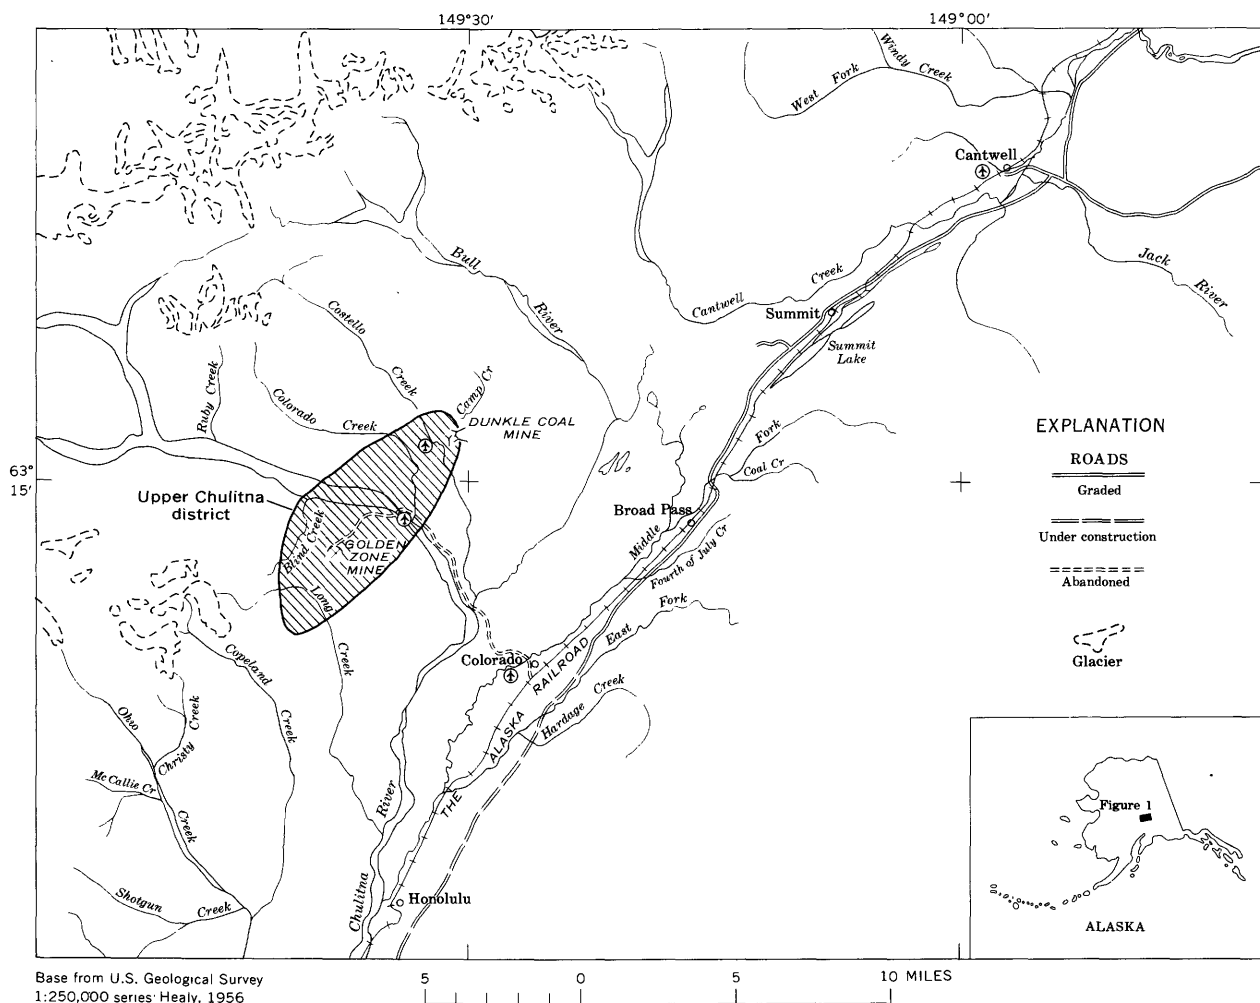 149°30'
149°00'
Windy
Creek
West Fork
Cantwell
Bull
River
Jack
River
Cantwell
Creek
Summit
Summit
Lake
Costello
Creek
Ruby Creek
Colorado
Creek
Camp Cr
DUNKLE COAL
MINE
Fork
Coal Cr
EXPLANATION
ROADS
Graded
Under construction
Abandoned
Glacier
63°
15'
Upper Chulitna
district
Broad Pass
Middle
Fourth of July Cr
Blind Creek
GOLDEN
ZONE
MINE
Long
Creek
Fork
East
Colorado
THE ALASKA RAILROAD
Hardage Creek
Copeland
Creek
Ohio
Creek
Christy Creek
McCallie Cr
Shotgun
Creek
River
Chulitna
Honolulu
Figure 1
ALASKA
Base from U.S. Geological Survey
1:250,000 series: Healy, 1956
5 0 5 10 MILES